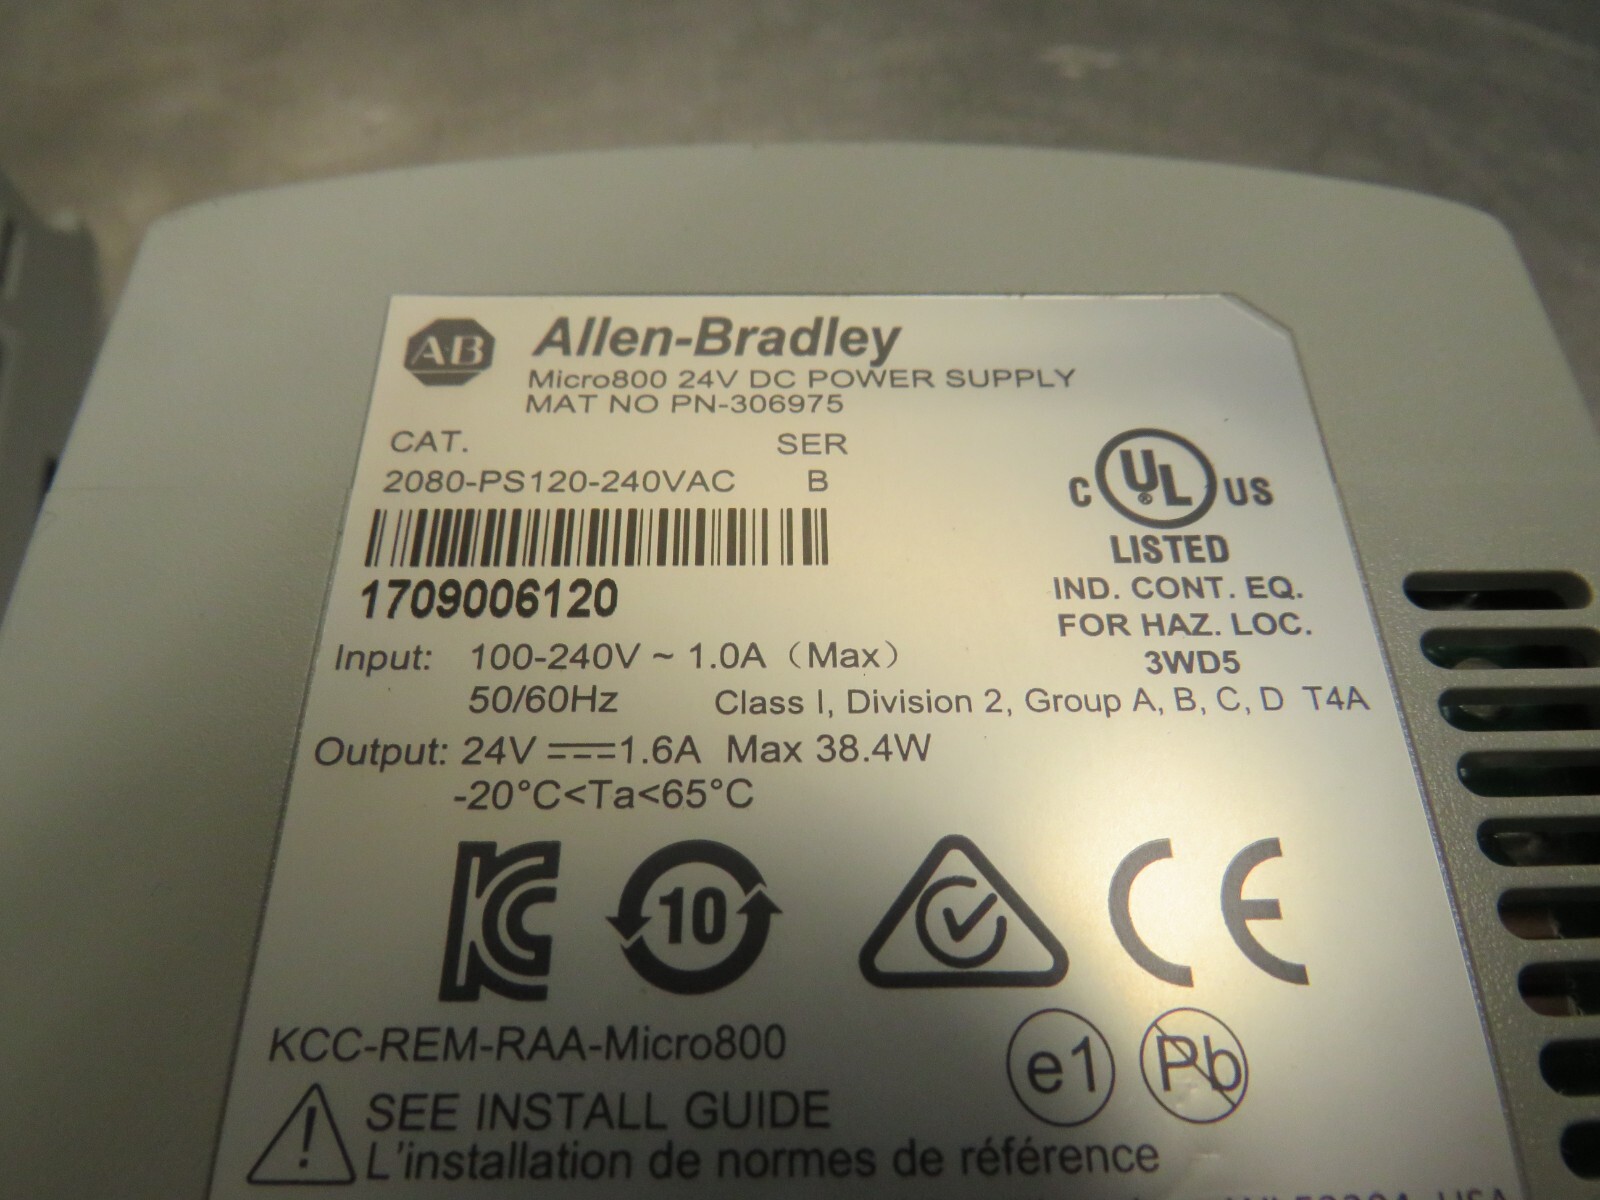 A·B Allen-Bradley
Micro800 24V DC POWER SUPPLY
MAT NO PN-306975
CAT. SER
2080-PS120-240VAC B
1709006120
C UL ® US
LISTED
IND. CONT. EQ.
FOR HAZ. LOC.
3WD5
Input: 100-240V ~ 1.0A (Max)
50/60Hz Class I, Division 2, Group A, B, C, D T4A
Output: 24V ⎓ 1.6A Max 38.4W
-20°C<Ta<65°C
KC 10 CE
KCC-REM-RAA-Micro800
e1 Pb
! SEE INSTALL GUIDE
L'installation de normes de référence
USA